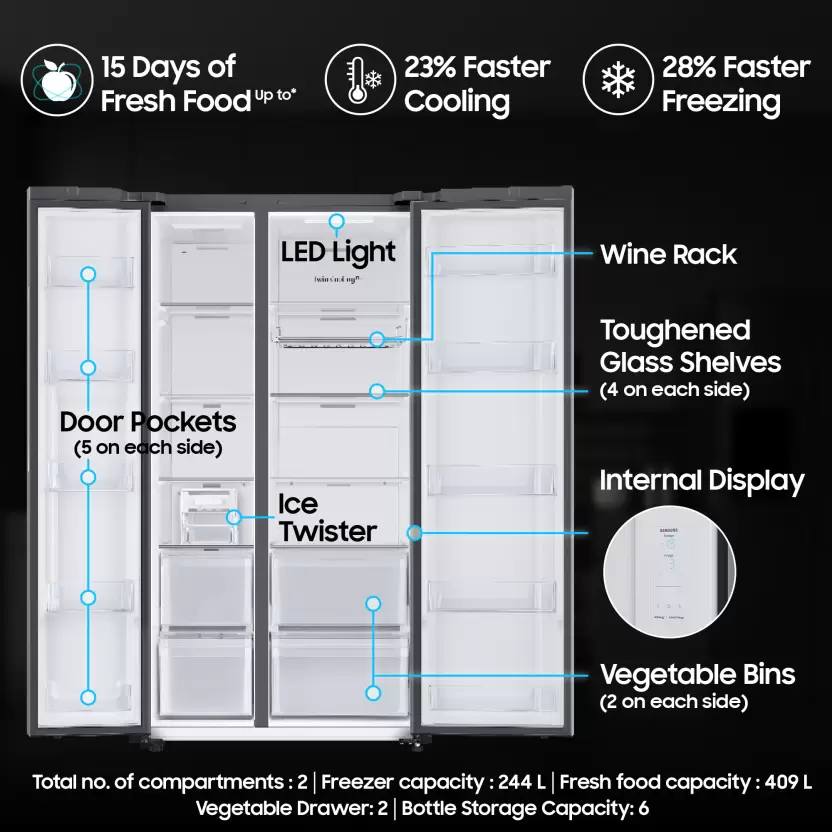 15 Days of
Fresh Food Up to*
23% Faster
Cooling
28% Faster
Freezing
LED Light
Twin Cooling
Wine Rack
Toughened
Glass Shelves
(4 on each side)
Door Pockets
(5 on each side)
Internal Display
Ice
Twister
SAMSUNG
Vegetable Bins
(2 on each side)
Total no. of compartments : 2 | Freezer capacity : 244 L | Fresh food capacity : 409 L
Vegetable Drawer: 2 | Bottle Storage Capacity: 6